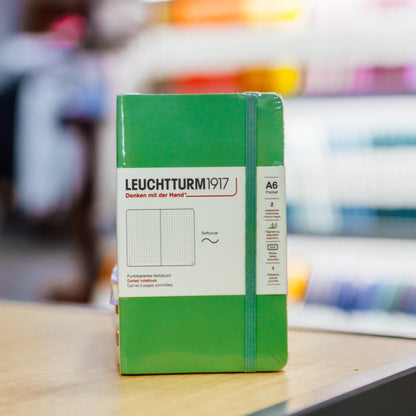 LEUCHTTURM1917
Denken mit der Hand
A6
Pocket
Softcover
2
Punktkariertes Notizbuch
Dotted notebook
Carnet à pages pointillées
1